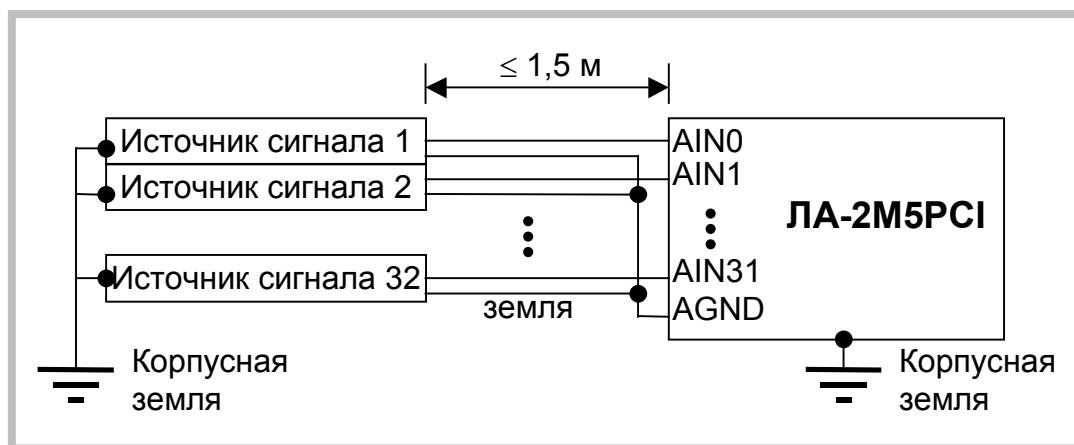 ≤ 1,5 м
Источник сигнала 1
AIN0
Источник сигнала 2
AIN1
ЛА-2М5PCI
Источник сигнала 32
AIN31
земля
AGND
Корпусная
земля
Корпусная
земля